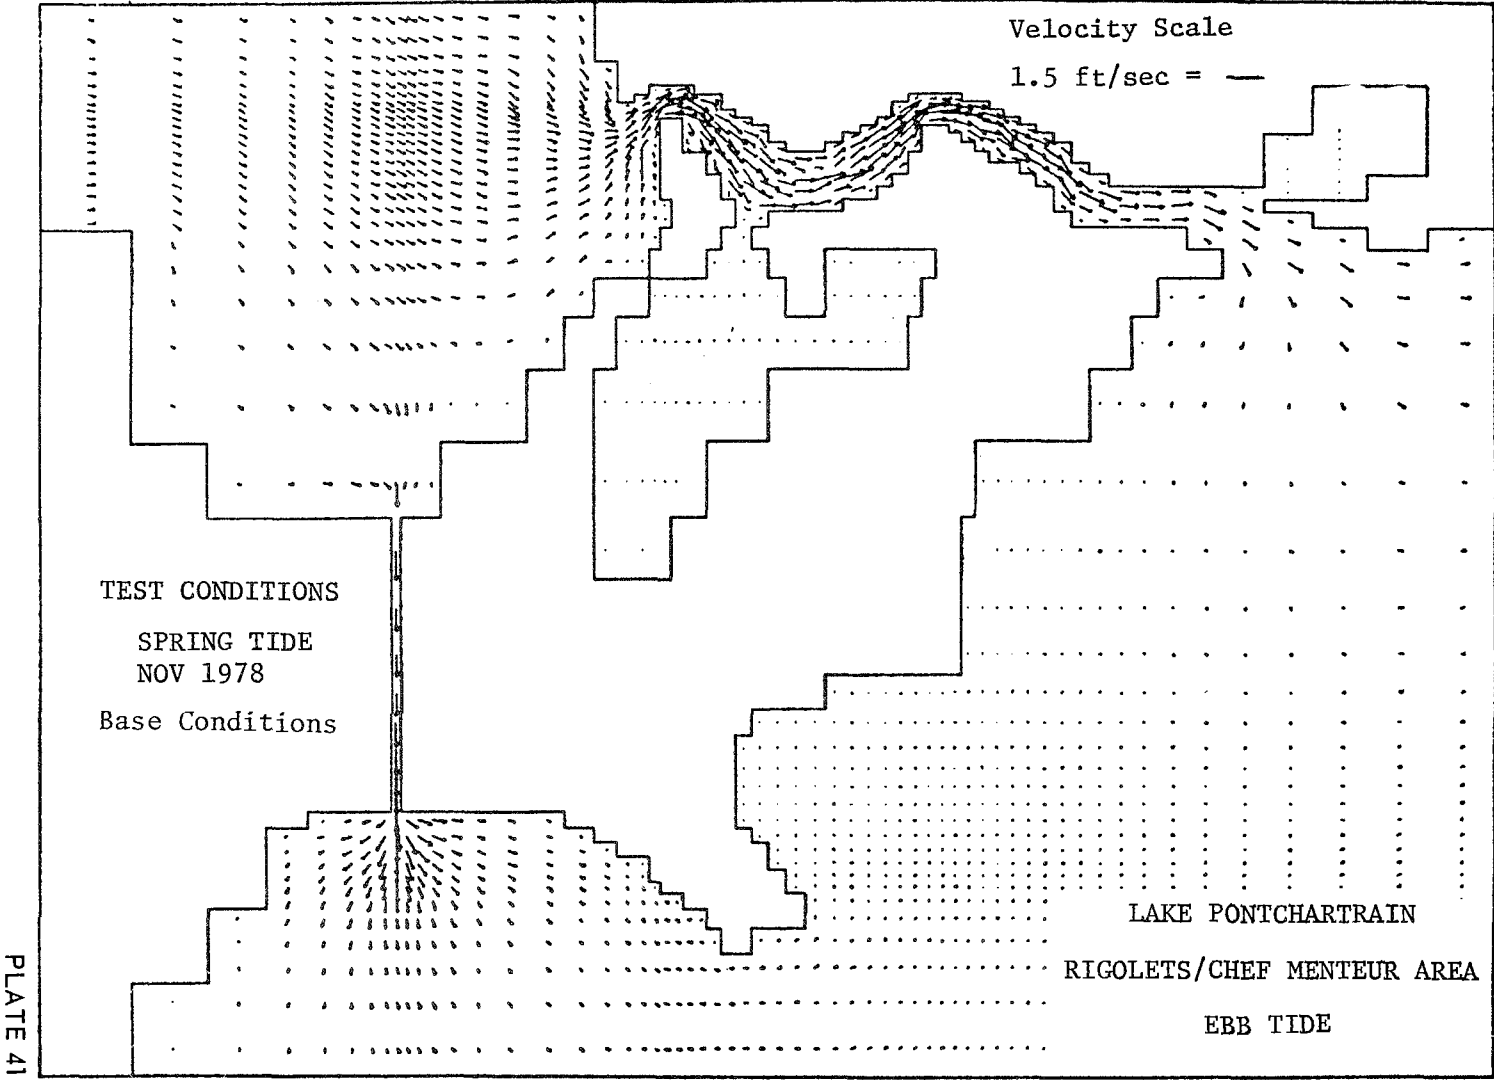 Velocity Scale
1.5 ft/sec =
TEST CONDITIONS
SPRING TIDE
NOV 1978
Base Conditions
LAKE PONTCHARTRAIN
RIGOLETS/CHEF MENTEUR AREA
EBB TIDE
PLATE 41